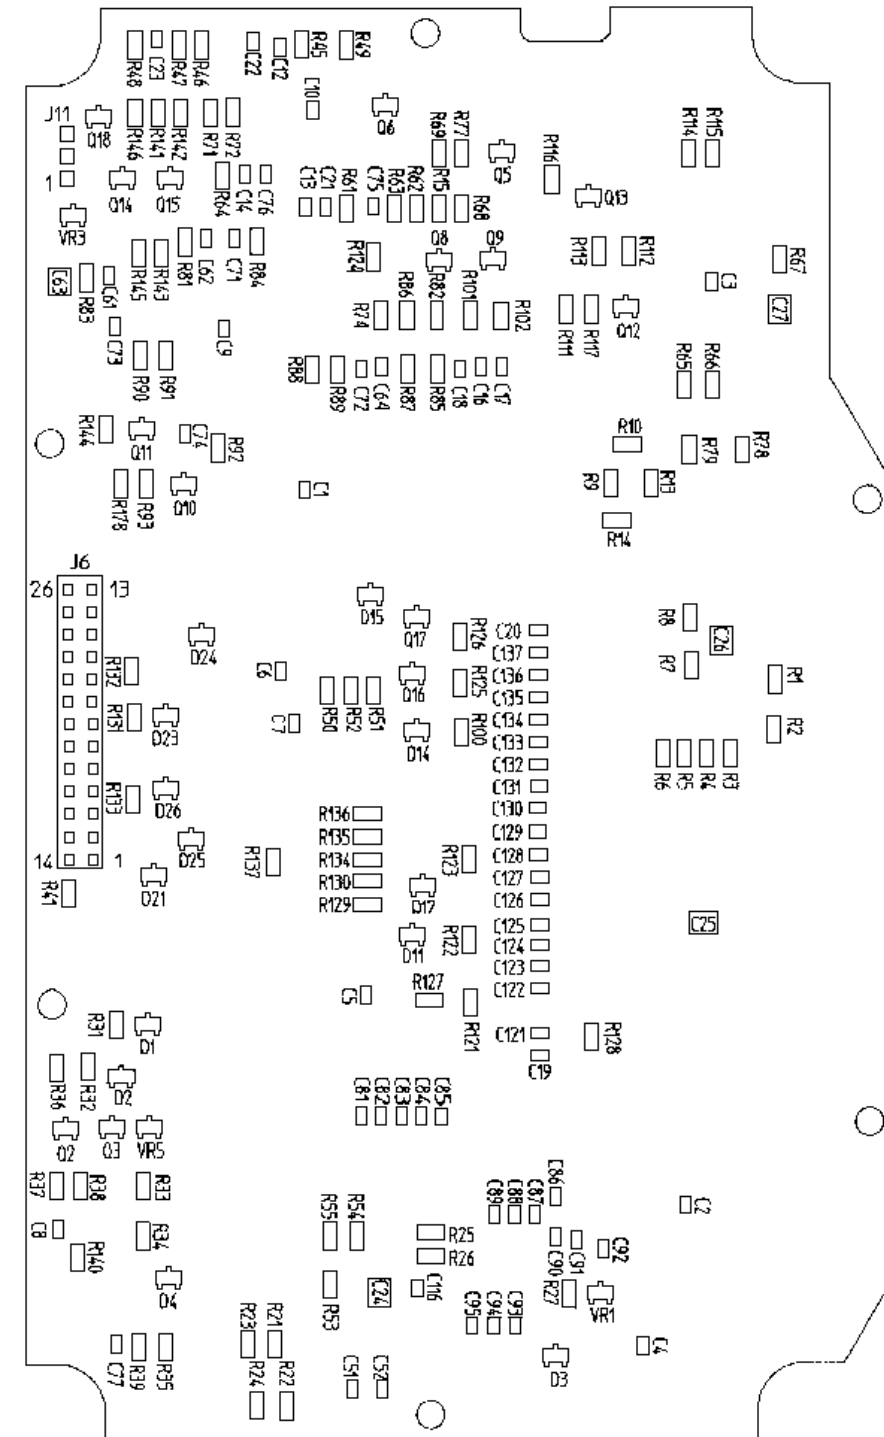 R48 C23 R47 R46 C22 C12 R45 R49
J11 Q18 R146 R141 R142 R71 R72 C10 Q6 R69 R77 Q5 R116 R114 R115
1 Q14 Q15 R64 C14 C76 C13 C21 R61 C75 R63 R62 R15 R68 Q13
VR3 R145 R143 R81 C62 C71 R84 R124 Q8 Q9 R113 R112 R67
C63 R83 C61 R74 R86 R82 R101 R102 R111 R117 Q12 C3 C27
C73 C9
R90 R91 R88 R89 C72 C64 R87 R85 C18 C16 C17 R65 R66
R144 Q11 C74 R92 R10 R79 R78
R178 R93 Q10 C1 R9 R13
R14
J6
26 13 D15 Q17 R126 C20 R8 C26
D24 C137
R132 C6 Q16 R125 C136 R7 R1
R50 R52 R51 C135
R131 D23 C7 D14 R100 C134 R2
C133
C132 R6 R5 R4 R3
R133 D26 C131
R136 C130
D25 R135 C129
14 1 R137 R134 R123 C128
R41 D21 R130 D17 C127
R129 C126
D11 R122 C125 C25
C124
C123
C5 R127 C122
R31 D1 R121 C121 R128
C19
R36 R32 D2
C81 C82 C83 C84 C85
Q2 Q3 VR5
R37 R38 R33 C89 C88 C87 C86 C2
C8 R140 R34 R55 R54 R25 C90 C91 C92
R26
D4 R53 C24 C116 R27 VR1
C77 R39 R35 R23 R21 C95 C94 C93 C4
R24 R22 C51 C52 D3